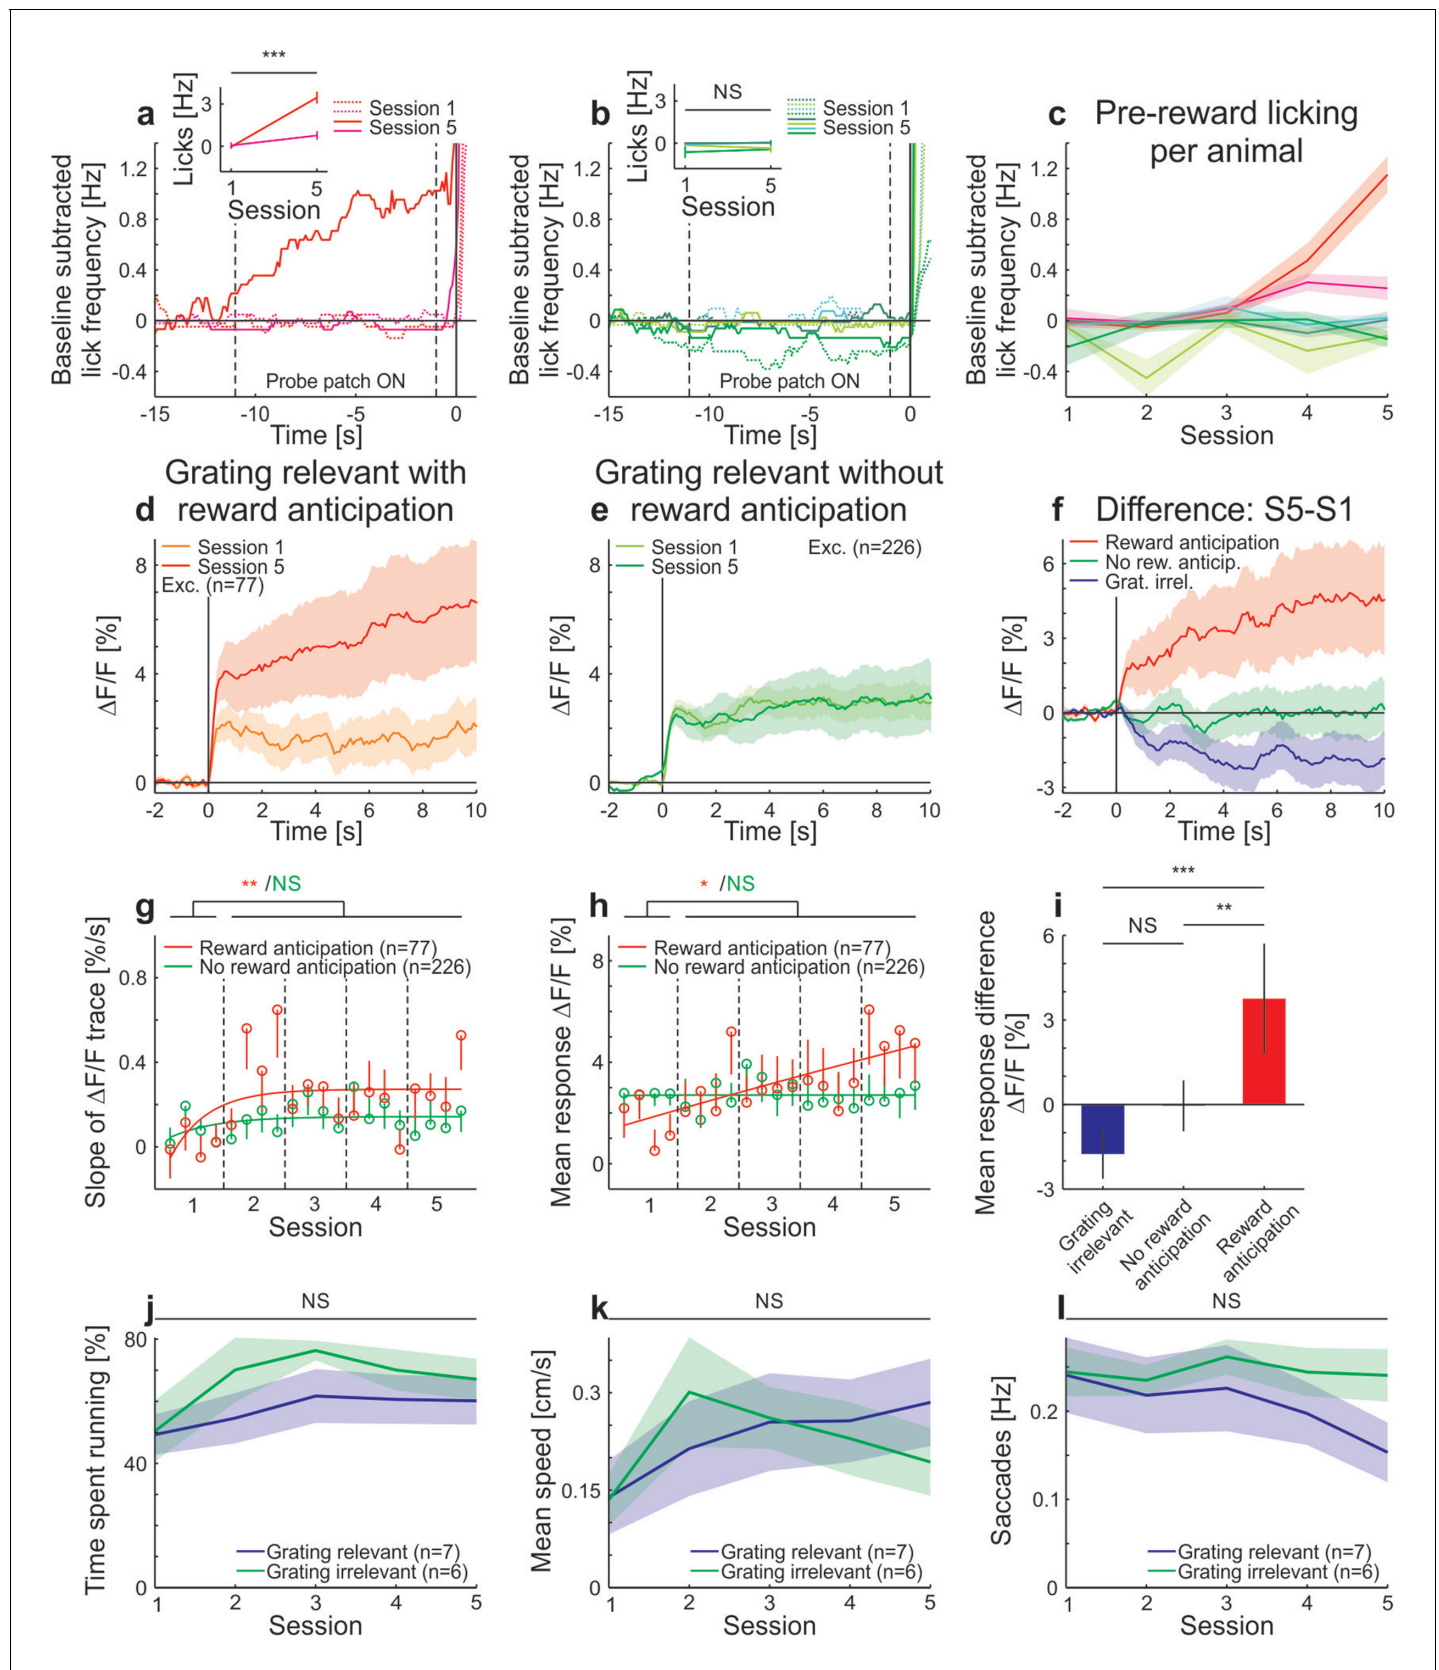 ***
a
Licks [Hz]
3
0
1
5
Session
Session 1
Session 5
Baseline subtracted
lick frequency [Hz]
1.2
0.8
0.4
0
-0.4
Probe patch ON
-15
-10
-5
0
Time [s]
b
Licks [Hz]
3
0
NS
1
5
Session
Session 1
Session 5
Baseline subtracted
lick frequency [Hz]
1.2
0.8
0.4
0
-0.4
Probe patch ON
-15
-10
-5
0
Time [s]
c
Pre-reward licking
per animal
Baseline subtracted
lick frequency [Hz]
1.2
0.8
0.4
0
-0.4
1
2
3
4
5
Session
Grating relevant with
d reward anticipation
Session 1
Session 5
Exc. (n=77)
ΔF/F [%]
8
4
0
-2
0
2
4
6
8
10
Time [s]
Grating relevant without
e reward anticipation
Session 1
Session 5
Exc. (n=226)
ΔF/F [%]
8
4
0
-2
0
2
4
6
8
10
Time [s]
f Difference: S5-S1
Reward anticipation
No rew. anticip.
Grat. irrel.
ΔF/F [%]
6
3
0
-3
-2
0
2
4
6
8
10
Time [s]
g
** /NS
Reward anticipation (n=77)
No reward anticipation (n=226)
Slope of ΔF/F trace [%/s]
0.8
0.4
0
1
2
3
4
5
Session
h
* /NS
Reward anticipation (n=77)
No reward anticipation (n=226)
Mean response ΔF/F [%]
8
4
0
1
2
3
4
5
Session
i
***
NS
**
Mean response difference
ΔF/F [%]
6
3
0
-3
Grating
irrelevant
No reward
anticipation
Reward
anticipation
j
NS
Time spent running [%]
80
40
0
Grating relevant (n=7)
Grating irrelevant (n=6)
1
2
3
4
5
Session
k
NS
Mean speed [cm/s]
0.3
0.15
0
Grating relevant (n=7)
Grating irrelevant (n=6)
1
2
3
4
5
Session
l
NS
Saccades [Hz]
0.2
0.1
0
Grating relevant (n=7)
Grating irrelevant (n=6)
1
2
3
4
5
Session